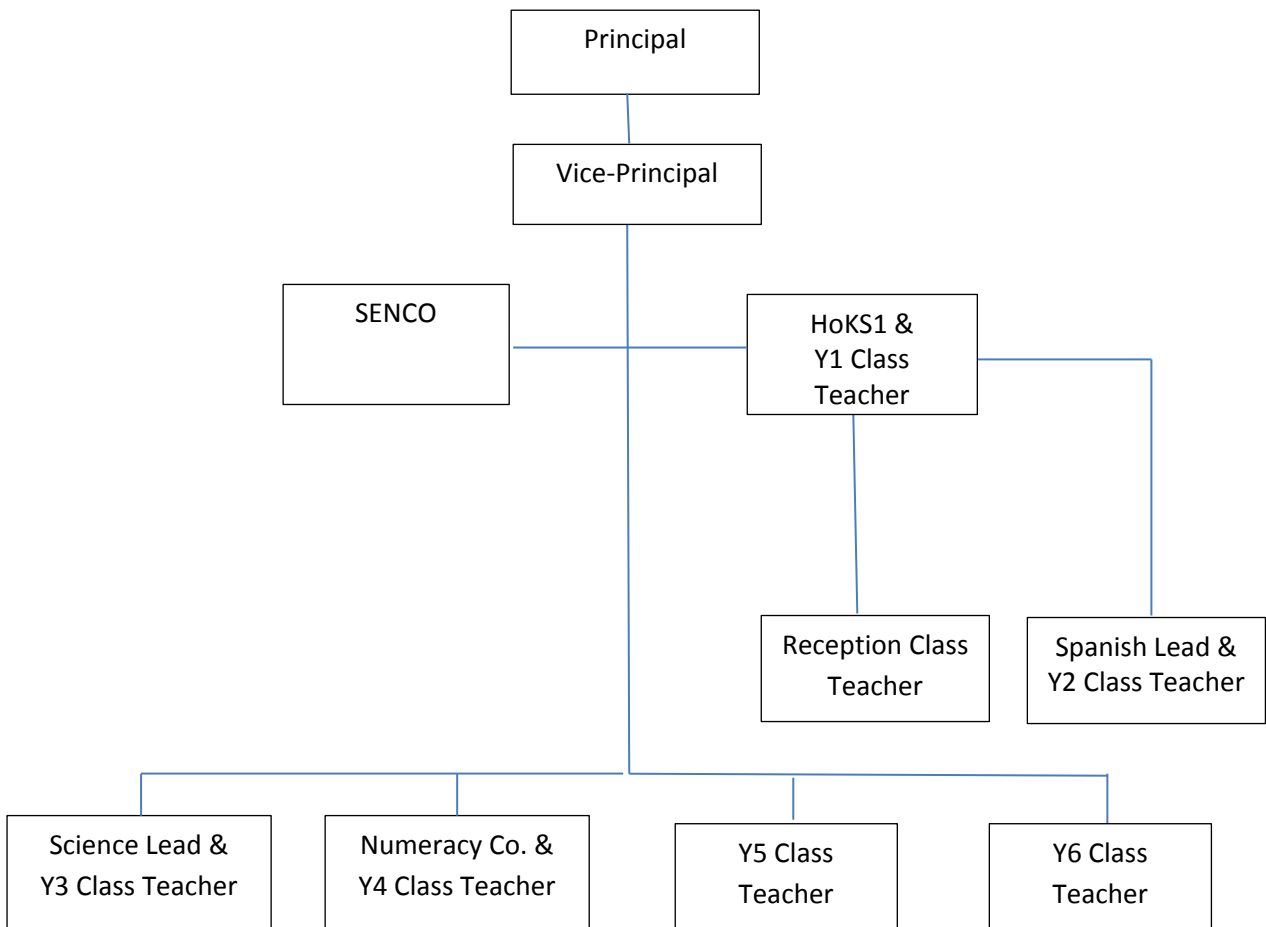 Principal
Vice-Principal
SENCO
HoKS1 &
Y1 Class
Teacher
Reception Class
Teacher
Spanish Lead &
Y2 Class Teacher
Science Lead &
Y3 Class Teacher
Numeracy Co. &
Y4 Class Teacher
Y5 Class
Teacher
Y6 Class
Teacher